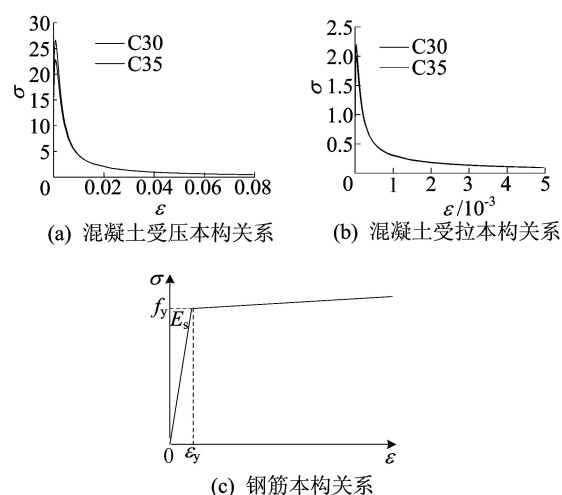 30
25
20
15
10
5
σ
C30
C35
0
0.02 0.04 0.06 0.08
ε
(a) 混凝土受压本构关系
2.5
2.0
1.5
1.0
0.5
σ
C30
C35
0
1 2 3 4 5
ε/10⁻³
(b) 混凝土受拉本构关系
σ
f_y
E_s
0
ε_y
ε
(c) 钢筋本构关系